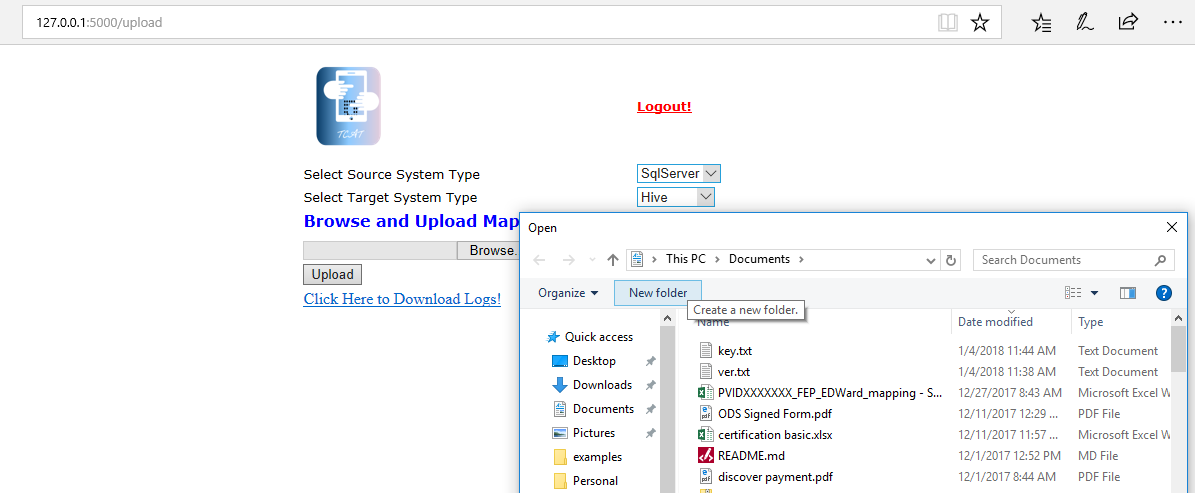 127.0.0.1:5000/upload
TCAT
Logout!
Select Source System Type
SqlServer
Select Target System Type
Hive
Browse and Upload Map
Browse.
Upload
Click Here to Download Logs!
Open
This PC
Documents
Search Documents
Organize
New folder
Create a new folder.
Name
Date modified
Type
Quick access
Desktop
Downloads
Documents
Pictures
examples
Personal
key.txt 1/4/2018 11:44 AM Text Document
ver.txt 1/4/2018 11:38 AM Text Document
PVIDXXXXXXX_FEP_EDWard_mapping - S... 12/27/2017 8:43 AM Microsoft Excel W
ODS Signed Form.pdf 12/11/2017 12:29 ... PDF File
certification basic.xlsx 12/11/2017 11:57 ... Microsoft Excel W
README.md 12/1/2017 12:52 PM MD File
discover payment.pdf 12/1/2017 8:44 AM PDF File